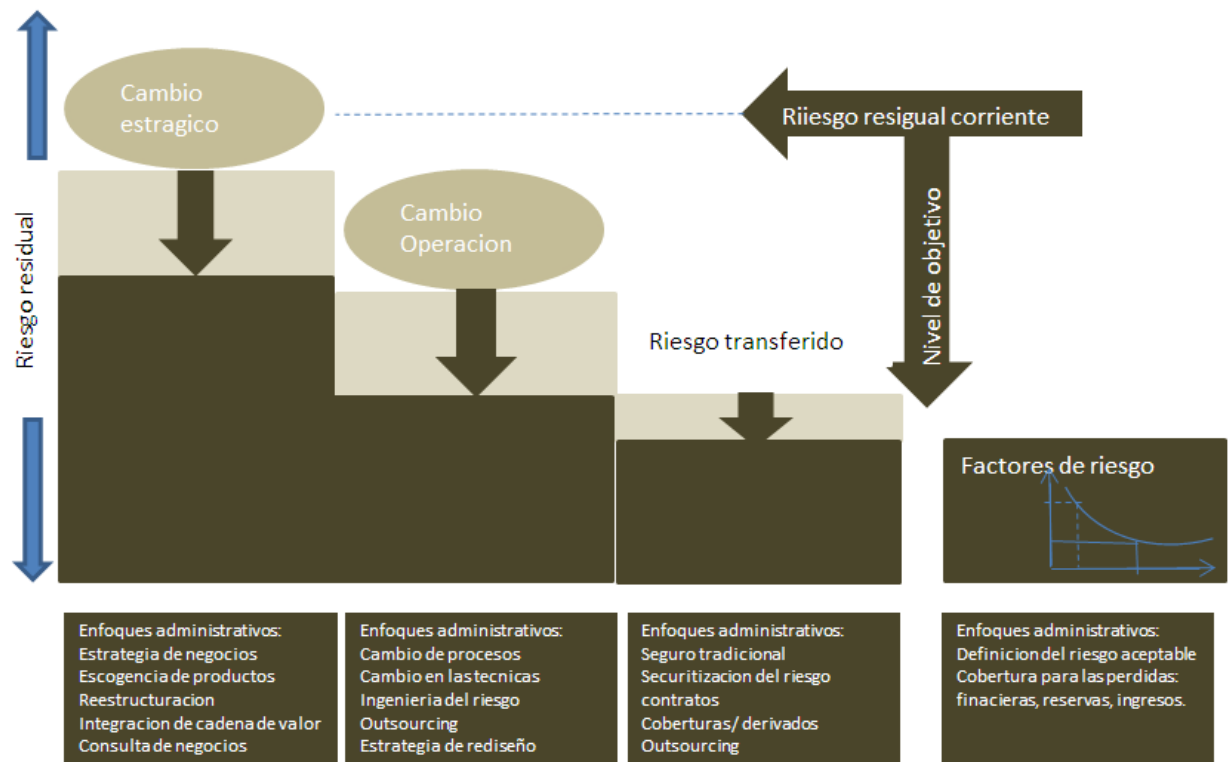 Cambio
estragico
Riiesgo resigual corriente
Cambio
Operacion
Nivel de objetivo
Riesgo residual
Riesgo transferido
Factores de riesgo
Enfoques administrativos:
Estrategia de negocios
Escogencia de productos
Reestructuracion
Integracion de cadena de valor
Consulta de negocios
Enfoques administrativos:
Cambio de procesos
Cambio en las tecnicas
Ingenieria del riesgo
Outsourcing
Estrategia de rediseño
Enfoques administrativos:
Seguro tradicional
Securitizacion del riesgo
contratos
Coberturas/ derivados
Outsourcing
Enfoques administrativos:
Definicion del riesgo aceptable
Cobertura para las perdidas:
finacieras, reservas, ingresos.